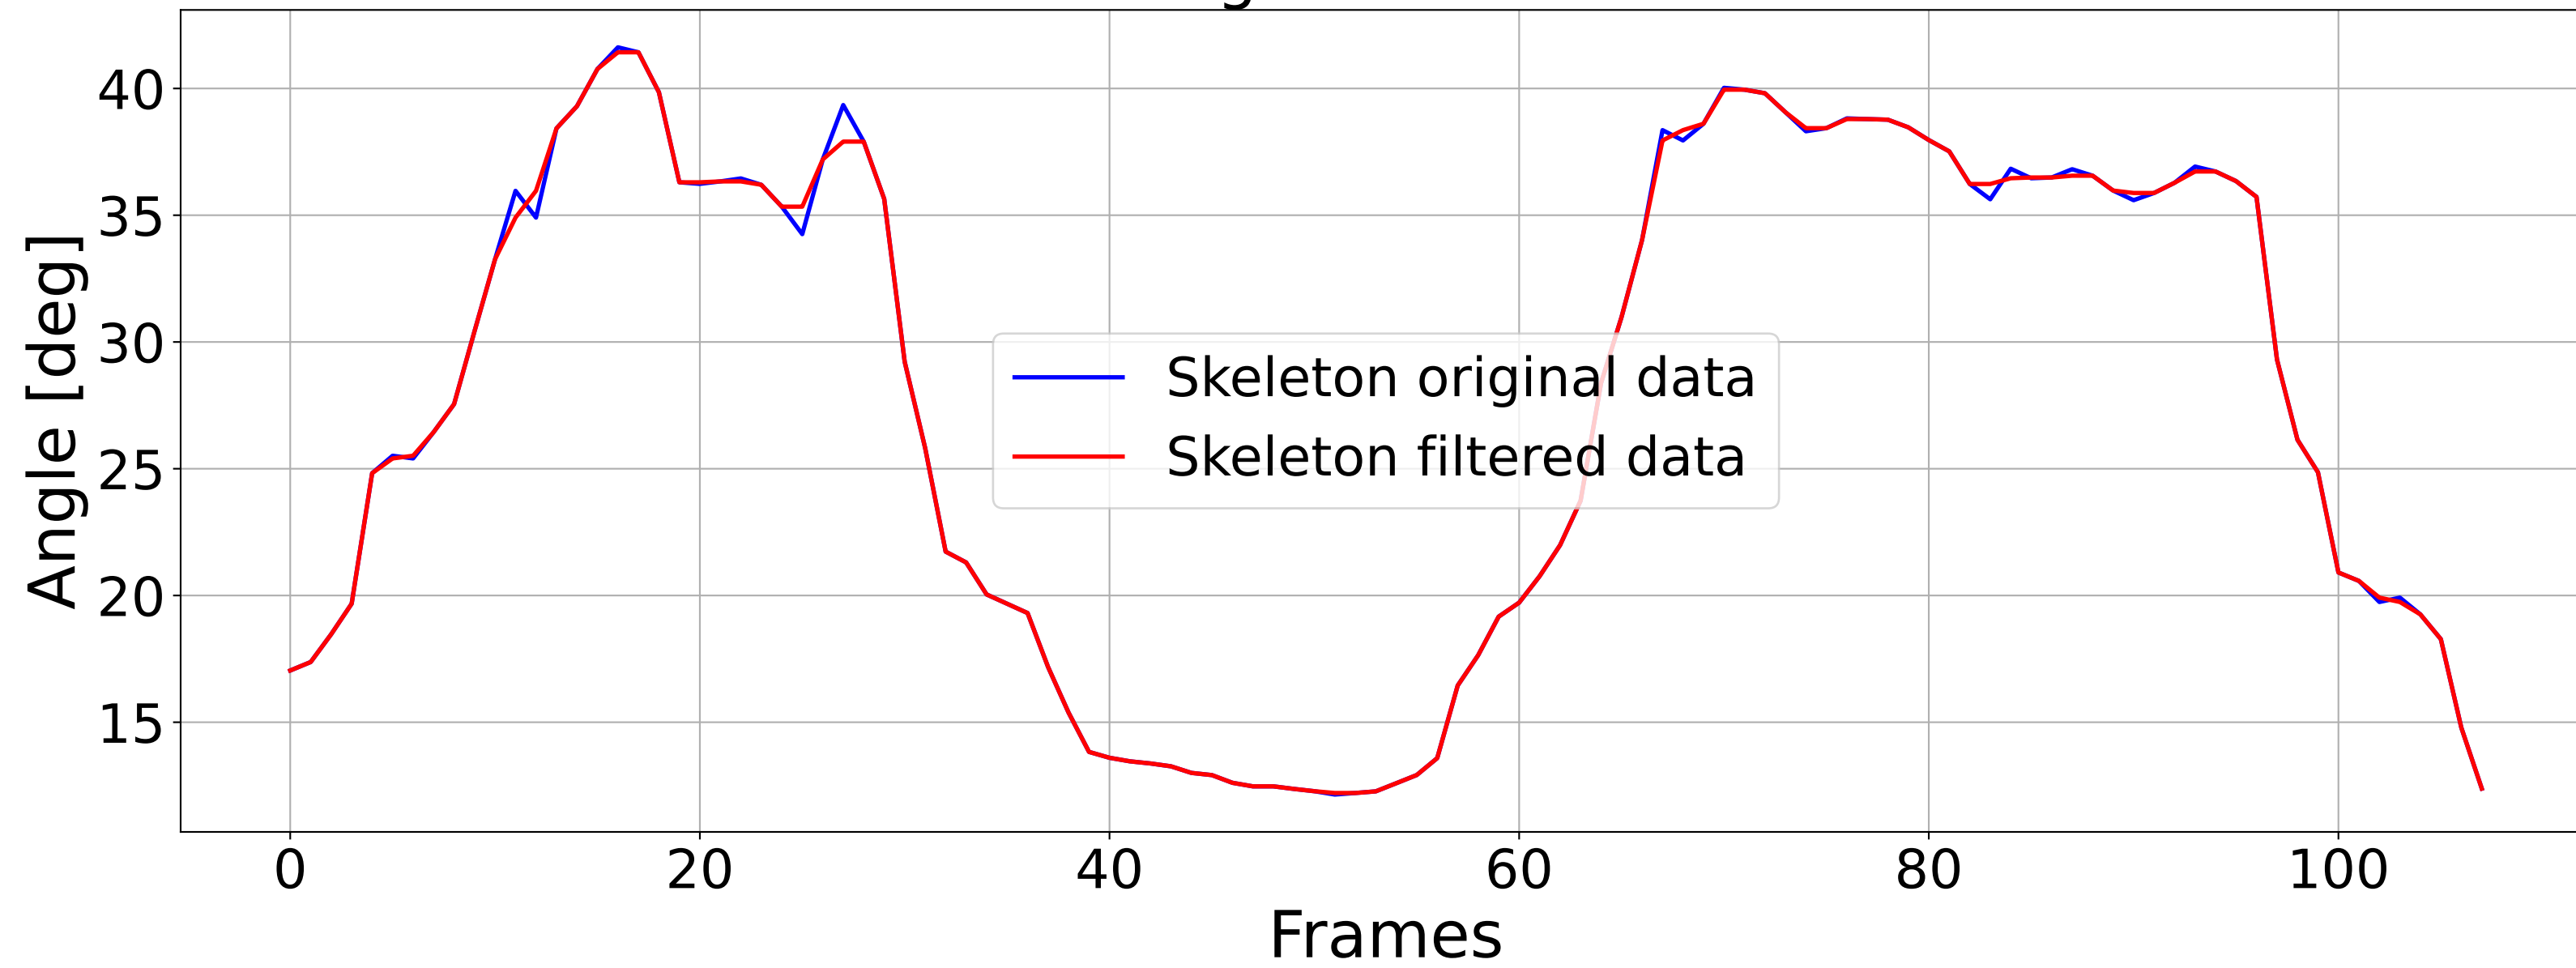 40
35
30
25
20
15
Angle [deg]
Skeleton original data
Skeleton filtered data
0 20 40 60 80 100
Frames